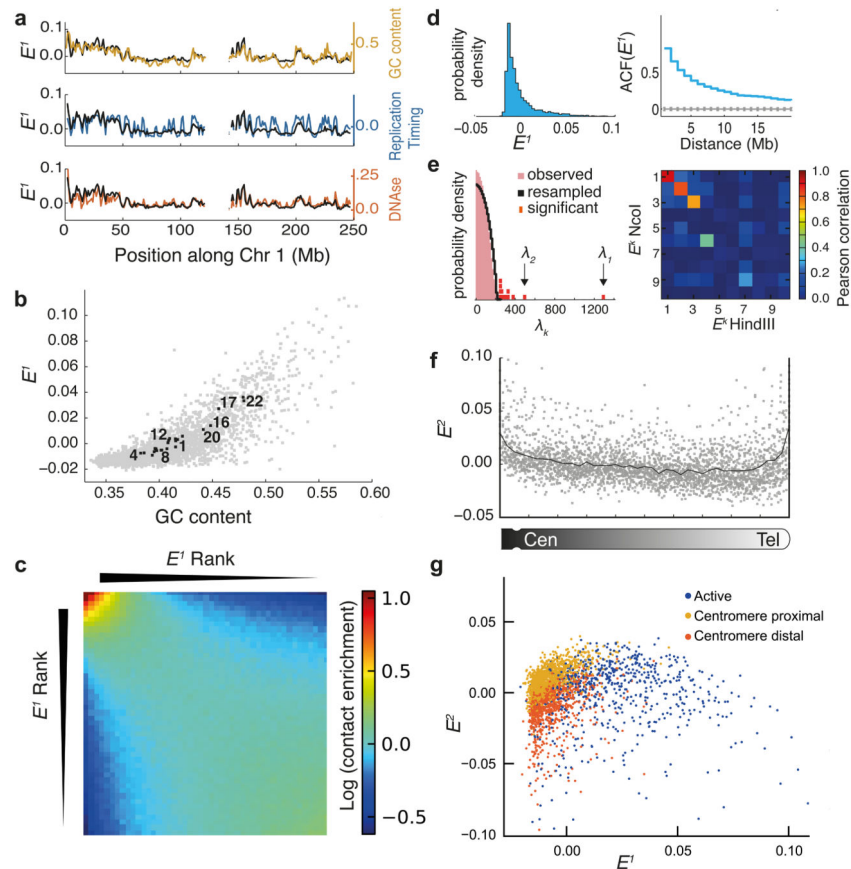 a
E¹
0.1
0.0
0.5
GC content
E¹
0.1
0.0
0.0
Replication
Timing
E¹
0.1
0.0
1.25
0.0
DNAse
0
50
100
150
200
250
Position along Chr 1 (Mb)
b
E¹
0.10
0.08
0.06
0.04
0.02
0.00
−0.02
17
22
16
12
20
1
4
8
0.35
0.40
0.45
0.50
0.55
0.60
GC content
c
E¹ Rank
E¹ Rank
1.0
0.5
0.0
−0.5
Log (contact enrichment)
d
probability
density
−0.05
0
0.05
0.1
E¹
ACF(E¹)
0.5
0
5
10
15
Distance (Mb)
e
probability density
observed
resampled
significant
λ₂
λ₁
0
400
800
1200
λₖ
Eᵏ NcoI
1
3
5
7
9
1
3
5
7
9
Eᵏ HindIII
1.0
0.8
0.6
0.4
0.2
0.0
Pearson correlation
f
E²
0.10
0.05
0.00
−0.05
Cen
Tel
g
Active
Centromere proximal
Centromere distal
E²
0.05
0.00
−0.05
−0.10
0.00
0.05
0.10
E¹